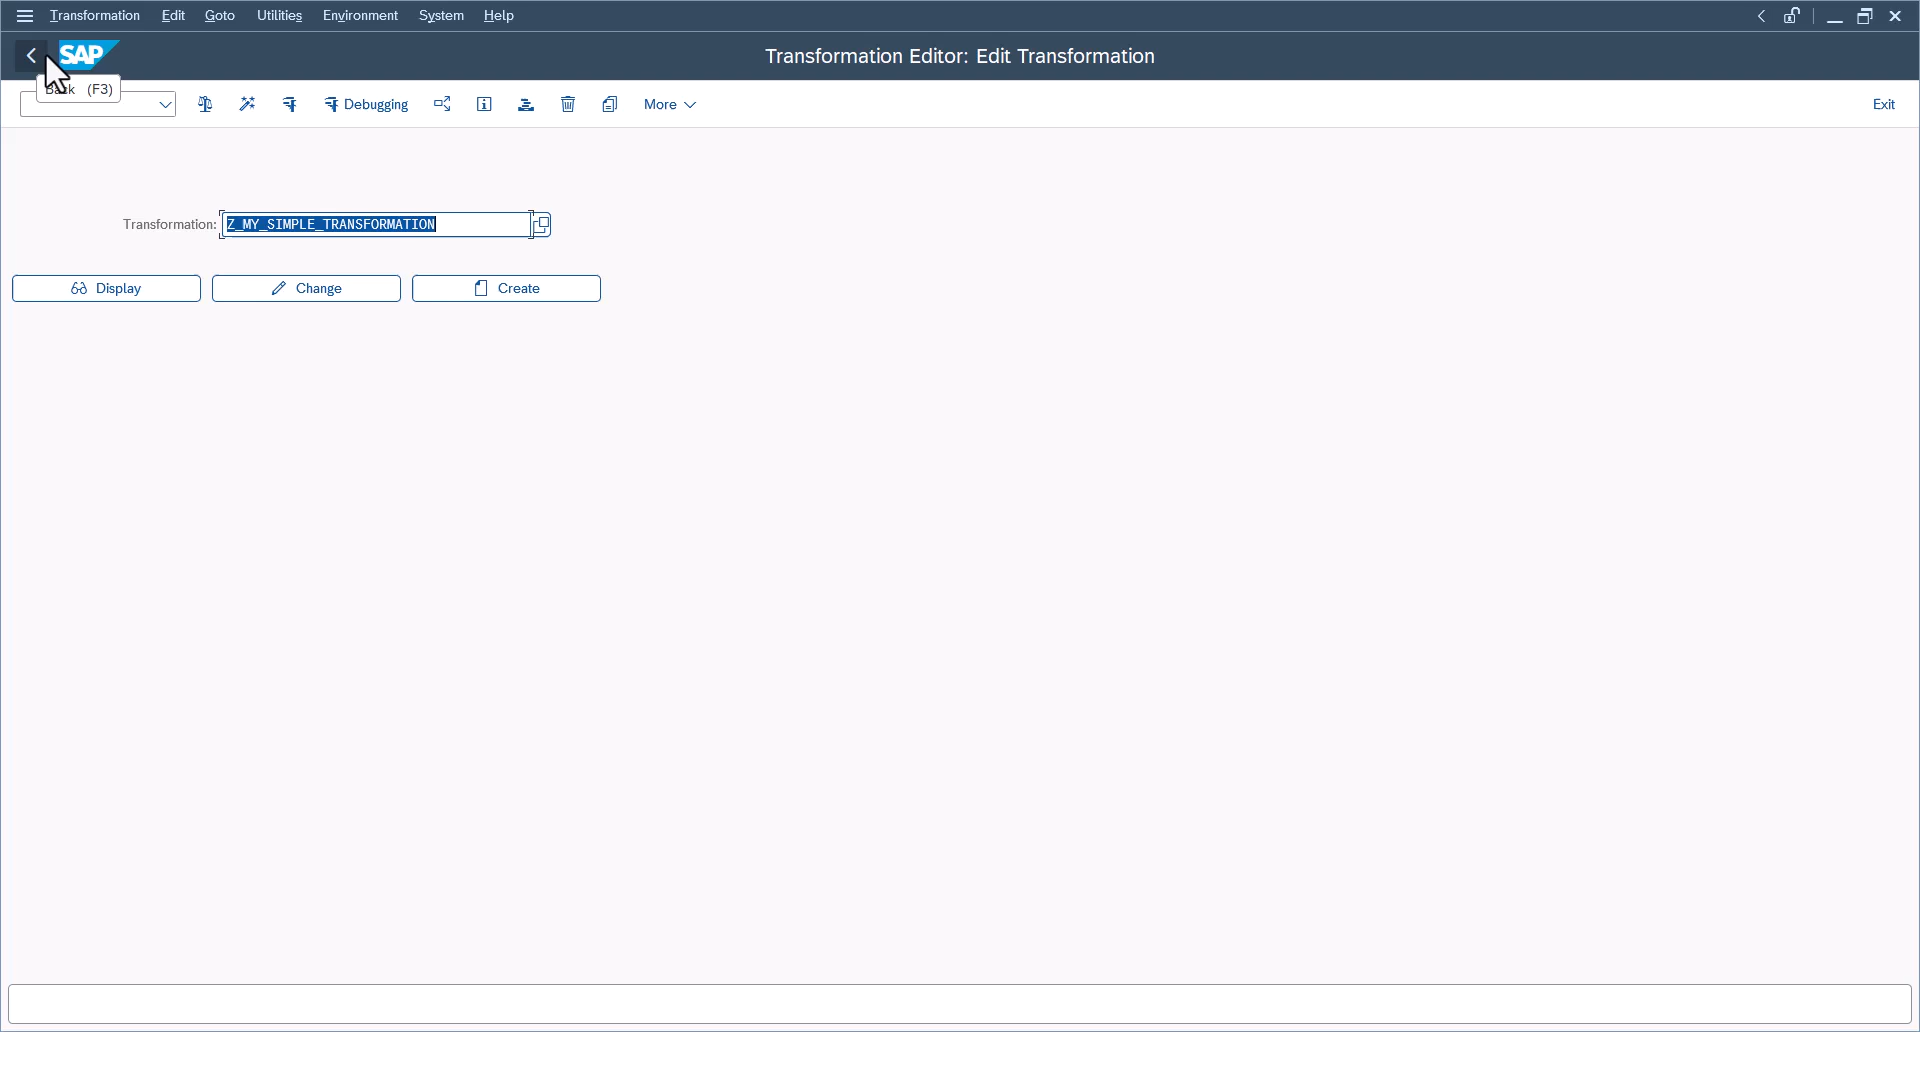 Transformation Edit Goto Utilities Environment System Help
SAP Transformation Editor: Edit Transformation
(F3)
Debugging More Exit
Transformation: Z_MY_SIMPLE_TRANSFORMATION
Display Change Create